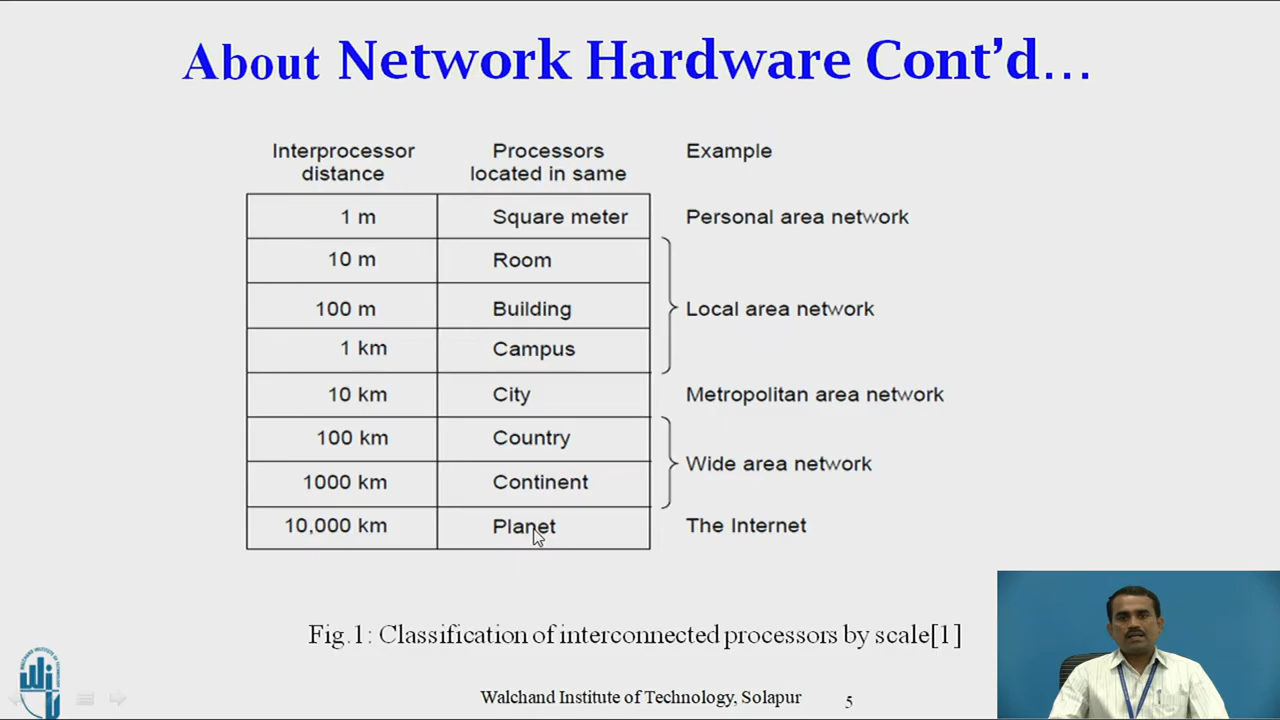 About Network Hardware Cont'd…
Interprocessor distance
Processors located in same
Example
1 m Square meter Personal area network
10 m Room
100 m Building Local area network
1 km Campus
10 km City Metropolitan area network
100 km Country
Wide area network
1000 km Continent
10,000 km Planet The Internet
Fig.1: Classification of interconnected processors by scale[1]
Walchand Institute of Technology, Solapur 5